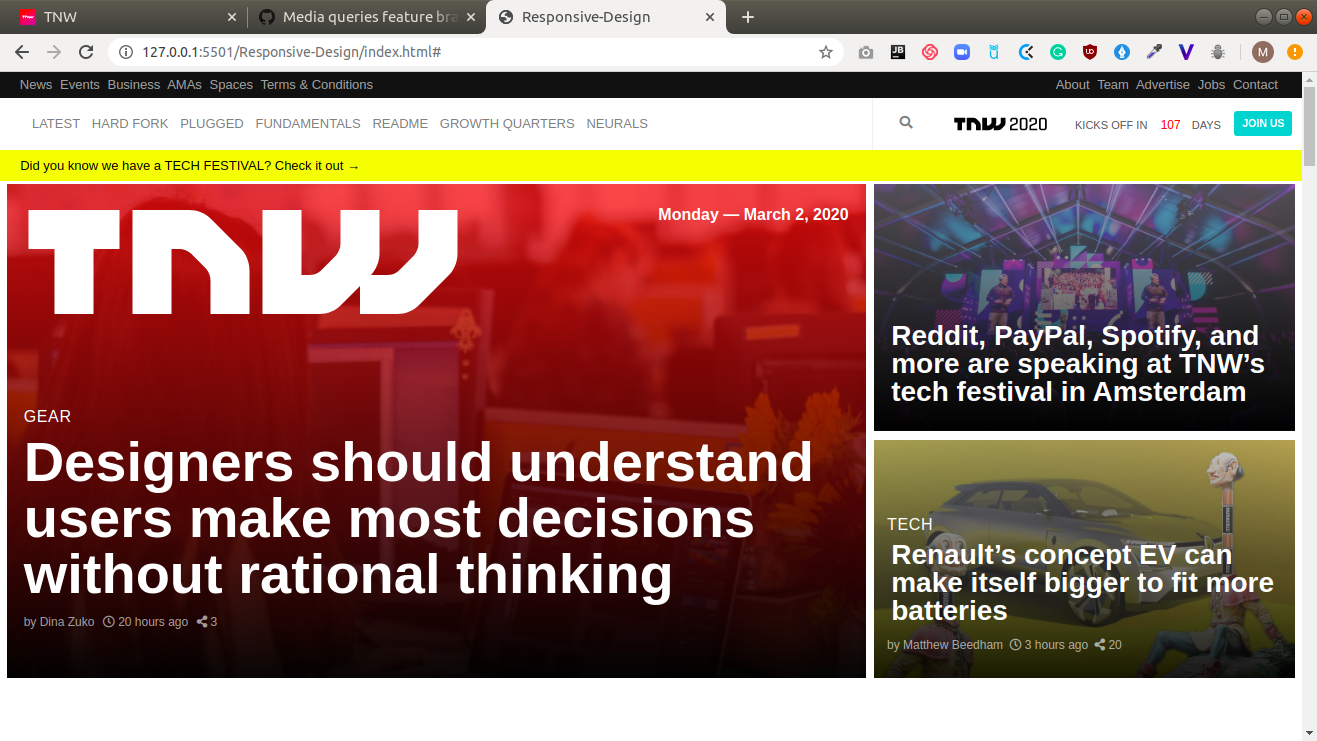 TNW
Media queries feature bra
Responsive-Design
127.0.0.1:5501/Responsive-Design/index.html#
News Events Business AMAs Spaces Terms & Conditions
About Team Advertise Jobs Contact
LATEST HARD FORK PLUGGED FUNDAMENTALS README GROWTH QUARTERS NEURALS
TNW 2020 KICKS OFF IN 107 DAYS JOIN US
Did you know we have a TECH FESTIVAL? Check it out →
TNW
Monday — March 2, 2020
GEAR
Designers should understand
users make most decisions
without rational thinking
by Dina Zuko 20 hours ago 3
Reddit, PayPal, Spotify, and
more are speaking at TNW’s
tech festival in Amsterdam
TECH
Renault’s concept EV can
make itself bigger to fit more
batteries
by Matthew Beedham 3 hours ago 20